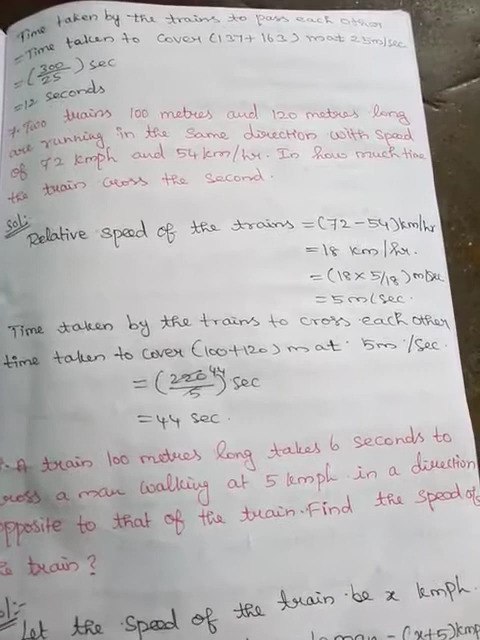 Time taken by the trains to pass each other
= Time taken to cover (137+163) m at 25m/sec
= (300/25) sec
= 12 seconds
7. Two trains 100 metres and 120 metres long
are running in the same direction with speed
of 72 kmph and 54 km/hr. In how much time
the train cross the second.
Sol:
Relative speed of the trains = (72-54) km/hr
= 18 km/hr.
= (18 x 5/18) m/sec
= 5 m/sec.
Time taken by the trains to cross each other
time taken to cover (100+120) m at 5m/sec.
= (220/5 44) sec
= 44 sec.
A train 100 metres long takes 6 seconds to
cross a man walking at 5 kmph in a direction
opposite to that of the train. Find the speed of
train?
Sol:-
Let the speed of the train be x kmph.
= (x+5) kmp